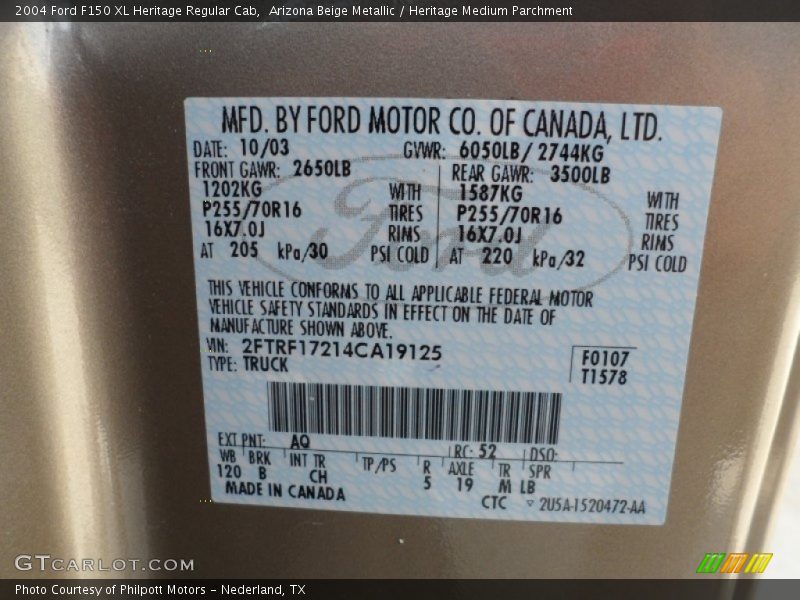 2004 Ford F150 XL Heritage Regular Cab,  Arizona Beige Metallic / Heritage Medium Parchment
MFD. BY FORD MOTOR CO. OF CANADA, LTD.
DATE: 10/03 GVWR: 6050LB/ 2744KG
FRONT GAWR: 2650LB REAR GAWR: 3500LB
1202KG WITH 1587KG WITH
P255/70R16 TIRES P255/70R16 TIRES
16X7.0J RIMS 16X7.0J RIMS
AT 205 kPa/30 PSI COLD AT 220 kPa/32 PSI COLD
Ford
THIS VEHICLE CONFORMS TO ALL APPLICABLE FEDERAL MOTOR
VEHICLE SAFETY STANDARDS IN EFFECT ON THE DATE OF
MANUFACTURE SHOWN ABOVE.
VIN: 2FTRF17214CA19125 F0107
TYPE: TRUCK T1578
EXT PNT: AQ RC: 52 DSO:
WB BRK INT TR TP/PS R AXLE TR SPR
120 B CH 5 19 M LB
MADE IN CANADA CTC 2U5A-1520472-AA
GTCARLOT.COM
Photo Courtesy of Philpott Motors - Nederland, TX